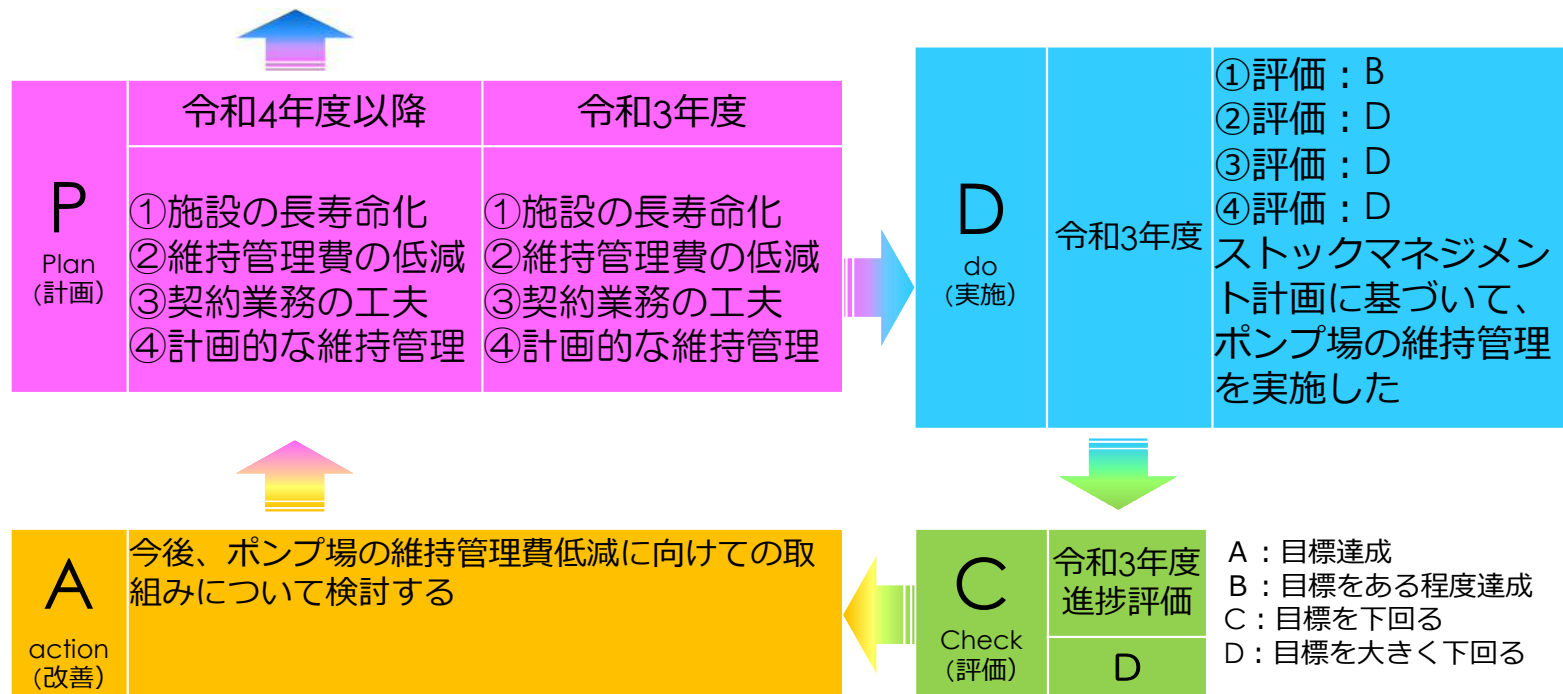 P
Plan
(計画)
令和4年度以降
①施設の長寿命化
②維持管理費の低減
③契約業務の工夫
④計画的な維持管理
令和3年度
①施設の長寿命化
②維持管理費の低減
③契約業務の工夫
④計画的な維持管理
D
do
(実施)
令和3年度
①評価：B
②評価：D
③評価：D
④評価：D
ストックマネジメン
ト計画に基づいて、
ポンプ場の維持管理
を実施した
A
action
(改善)
今後、ポンプ場の維持管理費低減に向けての取
組みについて検討する
C
Check
(評価)
令和3年度
進捗評価
D
A：目標達成
B：目標をある程度達成
C：目標を下回る
D：目標を大きく下回る